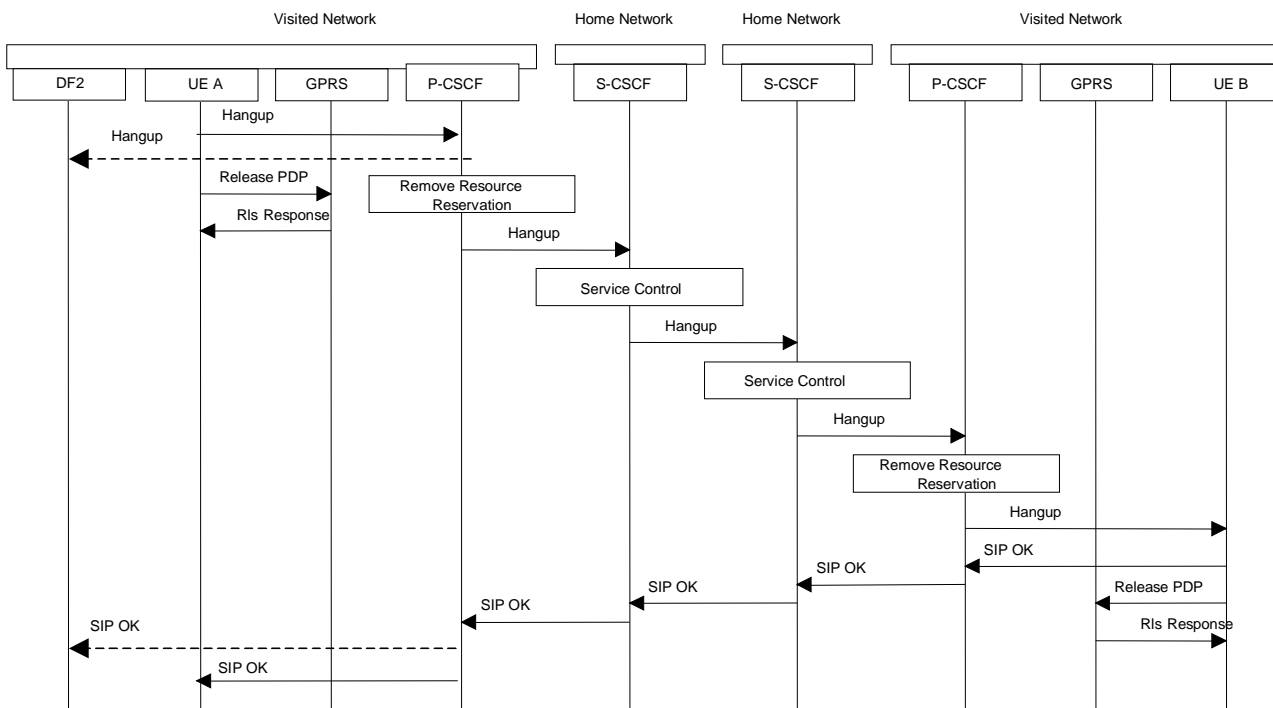 Visited Network
Home Network
Home Network
Visited Network
DF2
UE A
GPRS
P-CSCF
S-CSCF
S-CSCF
P-CSCF
GPRS
UE B
Hangup
Hangup
Release PDP
Remove Resource
Reservation
Rls Response
Hangup
Service Control
Hangup
Service Control
Hangup
Remove Resource
Reservation
Hangup
SIP OK
SIP OK
SIP OK
Release PDP
SIP OK
Rls Response
SIP OK
SIP OK